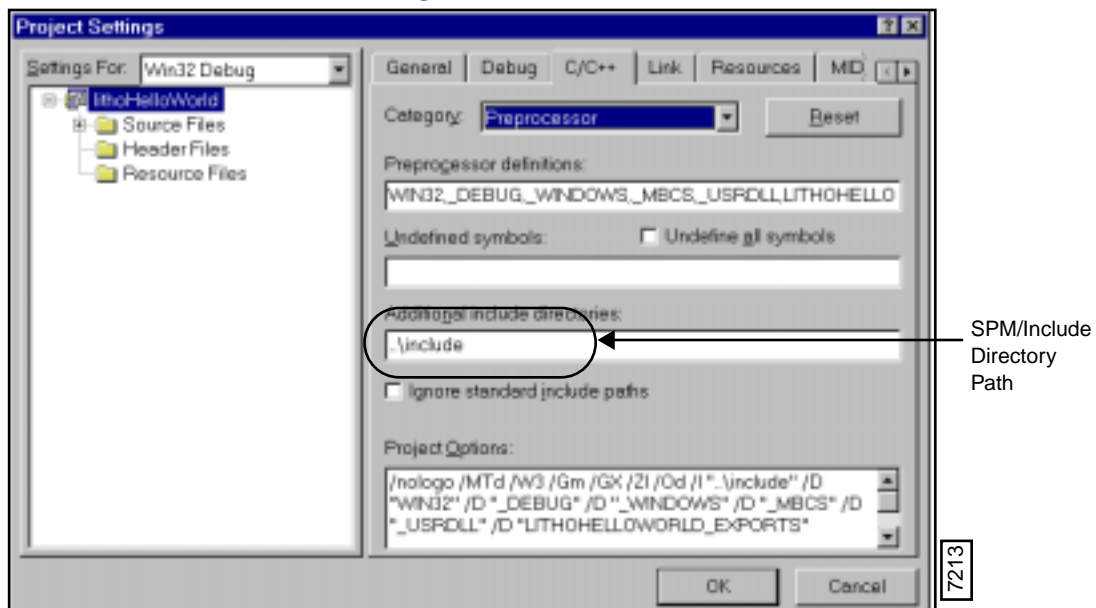 Project Settings
Settings For: Win32 Debug
lithoHelloWorld
Source Files
Header Files
Resource Files
General Debug C/C++ Link Resources MID
Category: Preprocessor Reset
Preprocessor definitions:
WIN32,_DEBUG,_WINDOWS,_MBCS,_USRDLL,LITHOHELLO
Undefined symbols: Undefine all symbols
Additional include directories:
..\include
Ignore standard include paths
Project Options:
/nologo /MTd /W3 /Gm /GX /ZI /Od /I "..\include" /D
"WIN32" /D "_DEBUG" /D "_WINDOWS" /D "_MBCS" /D
"_USRDLL" /D "LITHOHELLOWORLD_EXPORTS"
OK Cancel
SPM/Include
Directory
Path
7213